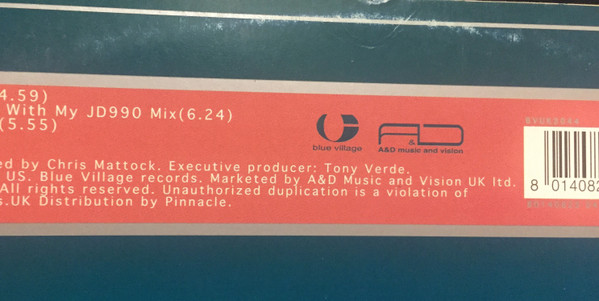 4.59)
With My JD990 Mix(6.24)
(5.55)
blue village
A&D
A&D music and vision
ed by Chris Mattock. Executive producer: Tony Verde.
US. Blue Village records. Marketed by A&D Music and Vision UK ltd.
All rights reserved. Unauthorized duplication is a violation of
s.UK Distribution by Pinnacle.
8 014082